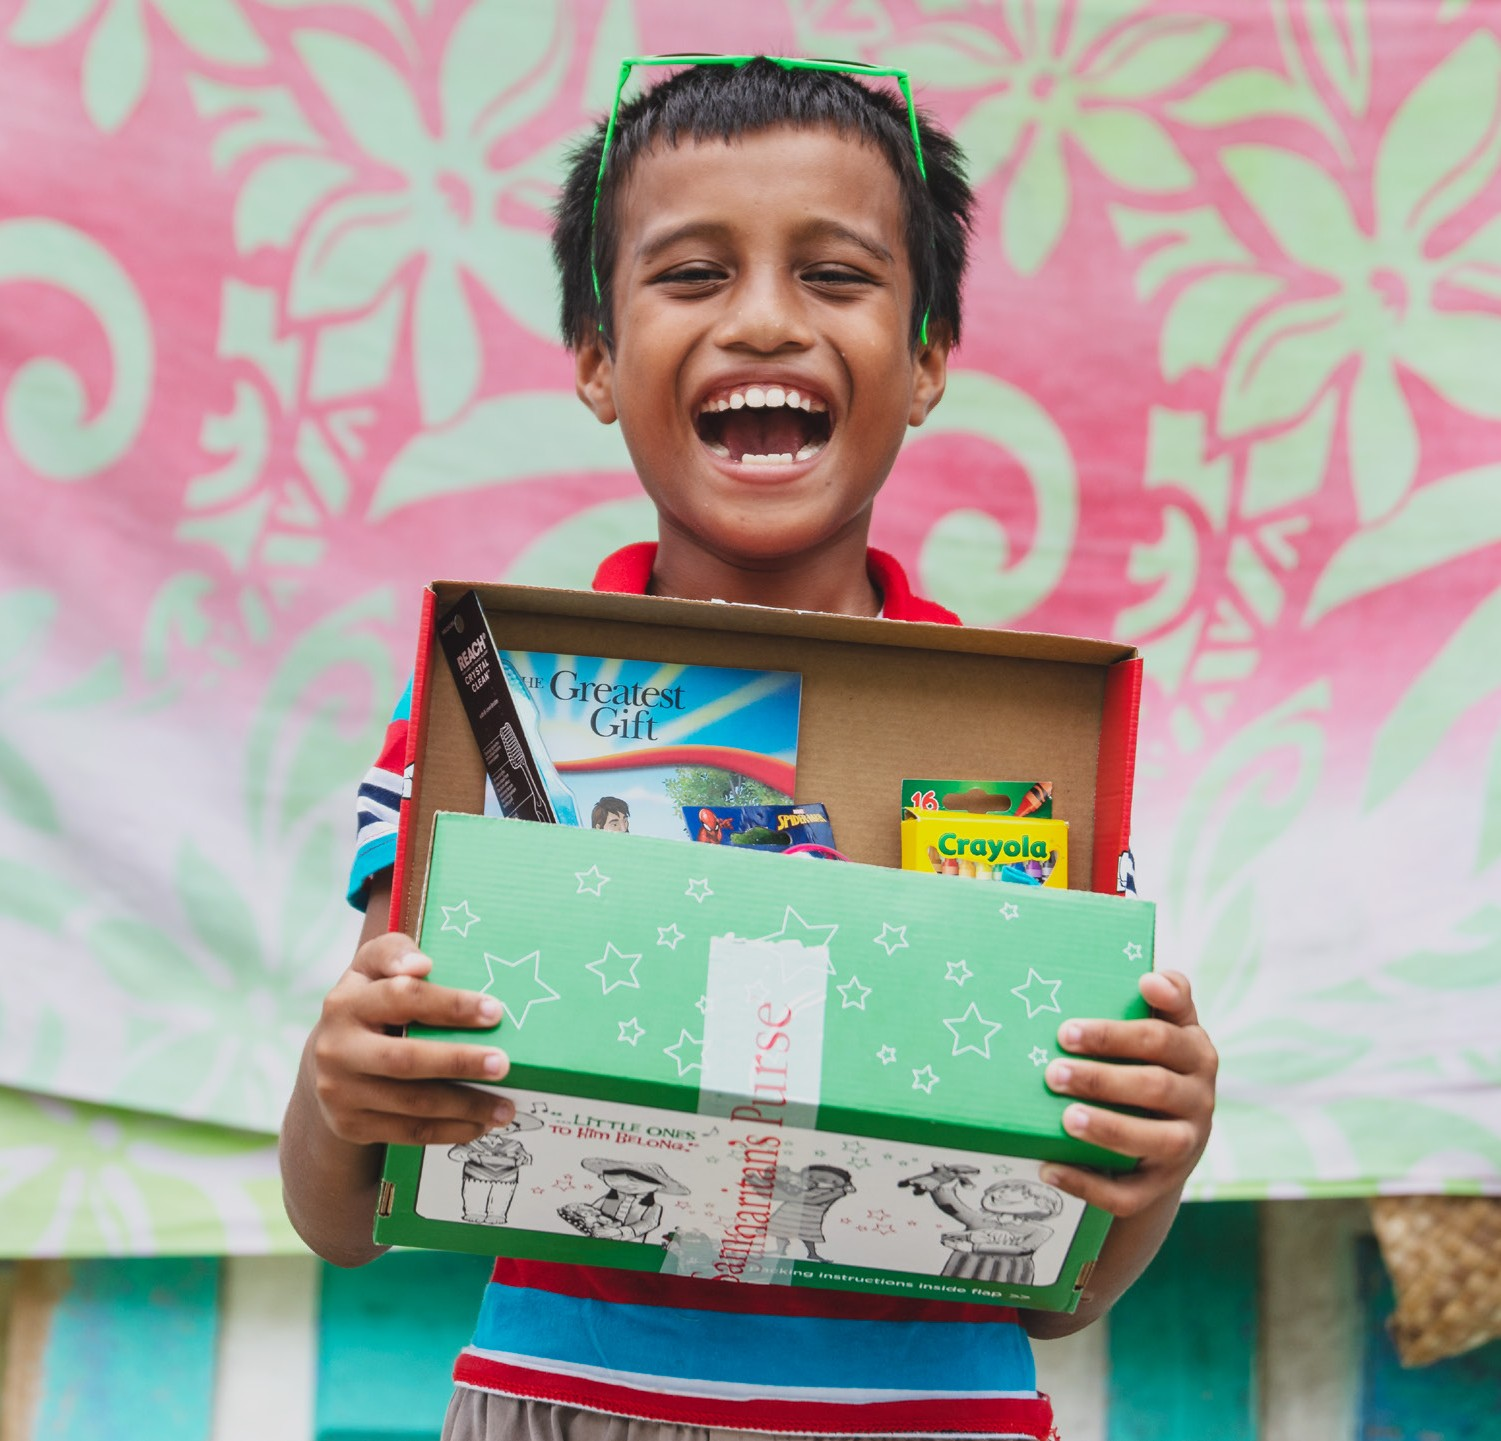 REACH
CRYSTAL
CLEAN
THE Greatest
Gift
MARVEL
SPIDER-MAN
16
Crayola
Samaritan's Purse
"...LITTLE ONES
TO HIM BELONG."
packing instructions inside flap >>